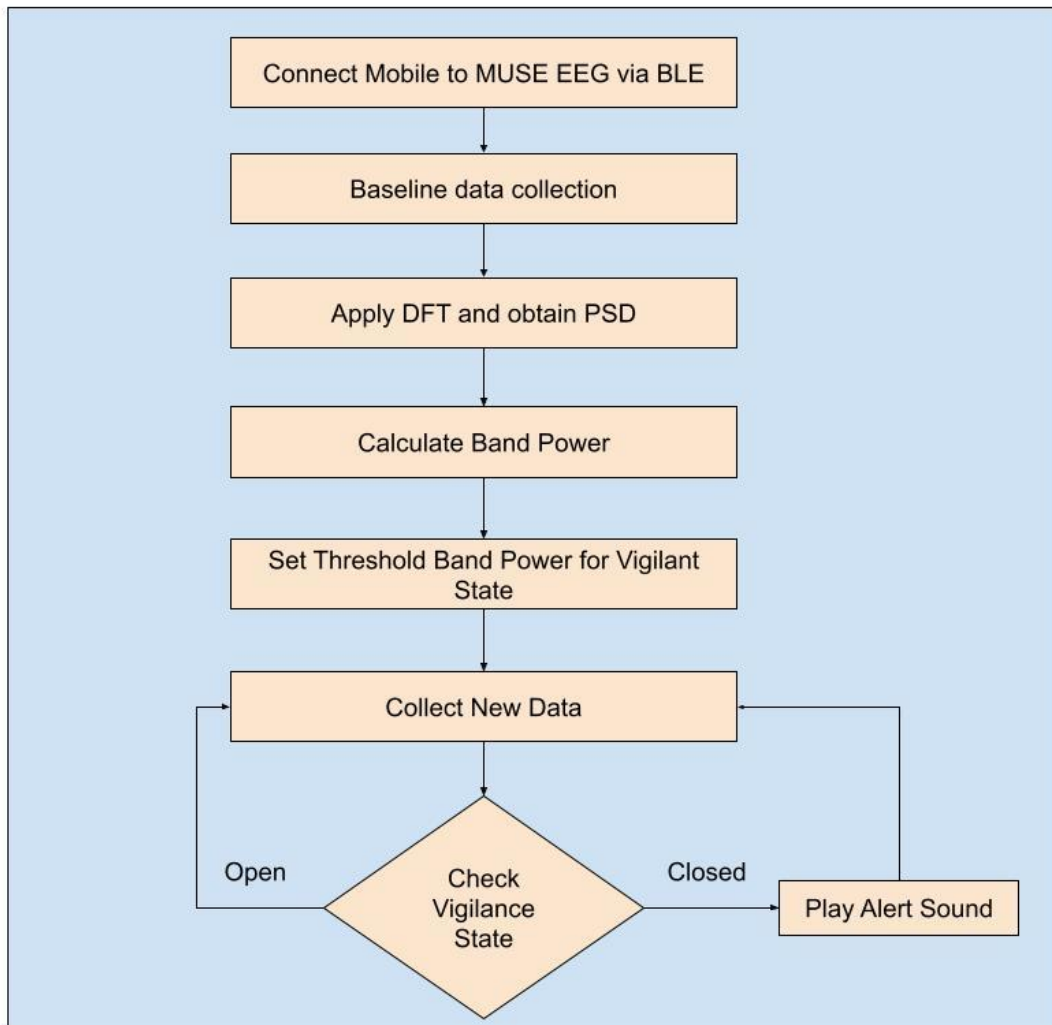 Connect Mobile to MUSE EEG via BLE
Baseline data collection
Apply DFT and obtain PSD
Calculate Band Power
Set Threshold Band Power for Vigilant
State
Collect New Data
Open
Check
Vigilance
State
Closed
Play Alert Sound